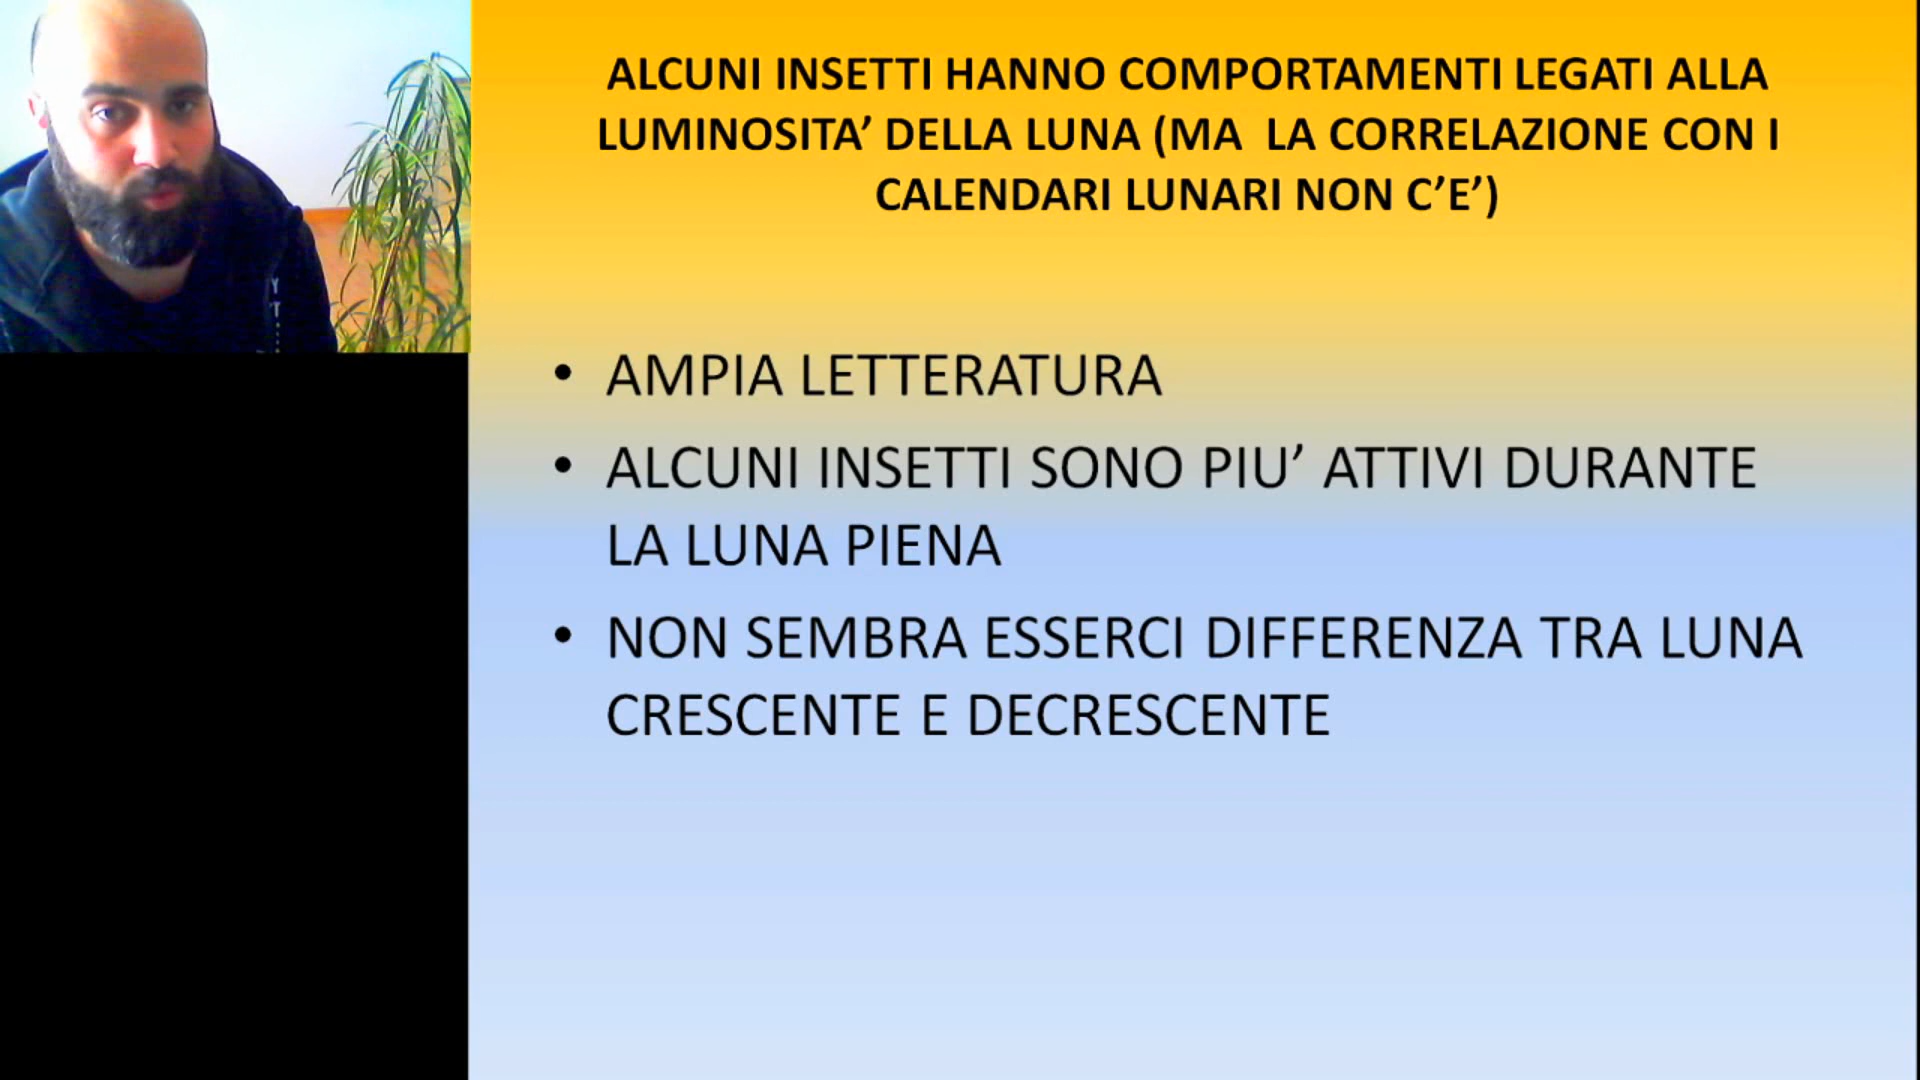 ALCUNI INSETTI HANNO COMPORTAMENTI LEGATI ALLA
LUMINOSITA’ DELLA LUNA (MA LA CORRELAZIONE CON I
CALENDARI LUNARI NON C’E’)
• AMPIA LETTERATURA
• ALCUNI INSETTI SONO PIU’ ATTIVI DURANTE
LA LUNA PIENA
• NON SEMBRA ESSERCI DIFFERENZA TRA LUNA
CRESCENTE E DECRESCENTE